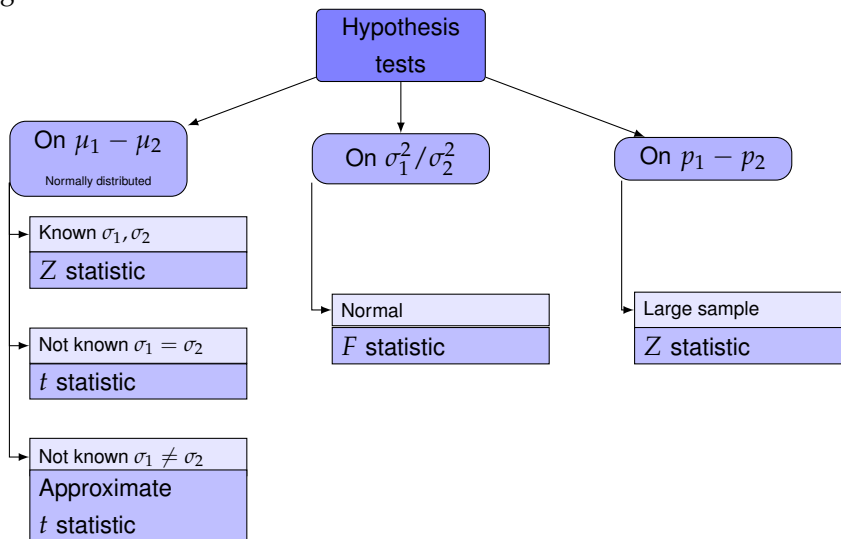 Hypothesis
tests
On μ₁ − μ₂
Normally distributed
On σ₁²/σ₂²
On p₁ − p₂
Known σ₁, σ₂
Z statistic
Not known σ₁ = σ₂
t statistic
Not known σ₁ ≠ σ₂
Approximate
t statistic
Normal
F statistic
Large sample
Z statistic